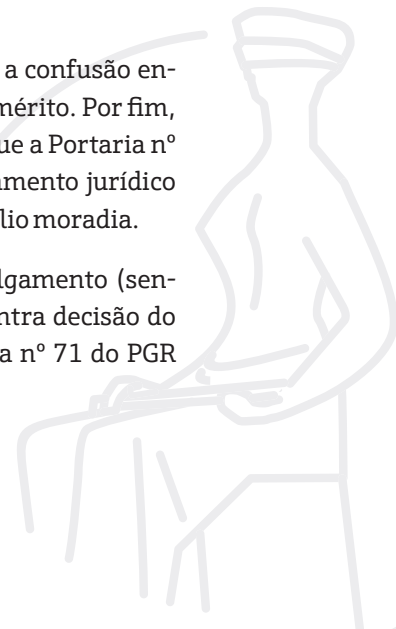 a confusão en-
mérito. Por fim,
ue a Portaria nº
amento jurídico
lio moradia.
lgamento (sen-
ntra decisão do
a nº 71 do PGR